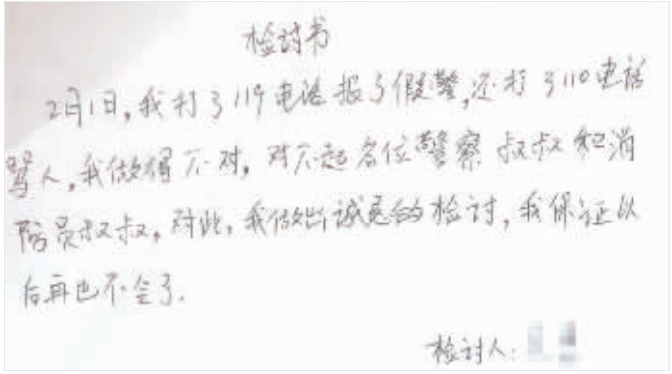 检讨书
2月1日,我打了119电话报了假警,还打了110电话
骂人,我做得不对,对不起各位警察叔叔和消
防员叔叔。对此,我做出诚恳的检讨,我保证以
后再也不会了.
检讨人: